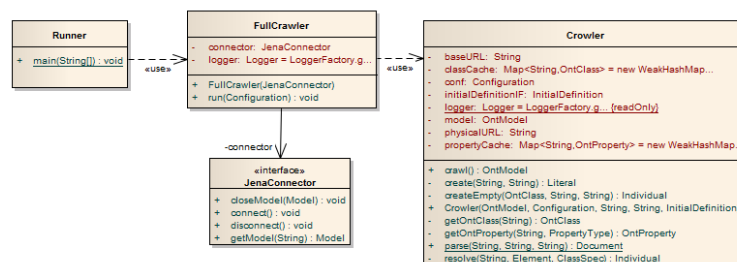 Runner
+ main(String[]) : void
«use»
FullCrawler
- connector: JenaConnector
- logger: Logger = LoggerFactory.g...
+ FullCrawler(JenaConnector)
+ run(Configuration) : void
«use»
-connector
«interface»
JenaConnector
+ closeModel(Model) : void
+ connect() : void
+ disconnect() : void
+ getModel(String) : Model
Crowler
- baseURL: String
- classCache: Map<String,OntClass> = new WeakHashMap...
- conf: Configuration
- initialDefinitionIF: InitialDefinition
- logger: Logger = LoggerFactory.g... {readOnly}
- model: OntModel
- physicalURL: String
- propertyCache: Map<String,OntProperty> = new WeakHashMap...
+ crawl() : OntModel
- create(String, String) : Literal
- createEmpty(OntClass, String, String) : Individual
+ Crowler(OntModel, Configuration, String, String, InitialDefinition
- getOntClass(String) : OntClass
- getOntProperty(String, PropertyType) : OntProperty
+ parse(String, String, String) : Document
- resolve(String, Element, ClassSpec) : Individual